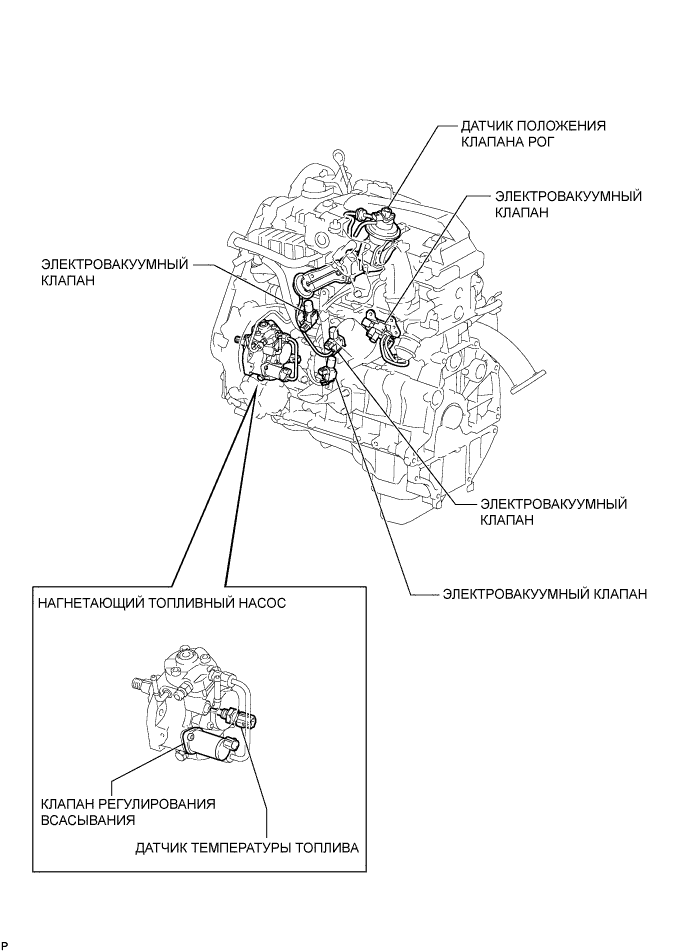 ДАТЧИК ПОЛОЖЕНИЯ
КЛАПАНА РОГ
ЭЛЕКТРОВАКУУМНЫЙ
КЛАПАН
ЭЛЕКТРОВАКУУМНЫЙ
КЛАПАН
ЭЛЕКТРОВАКУУМНЫЙ
КЛАПАН
ЭЛЕКТРОВАКУУМНЫЙ КЛАПАН
НАГНЕТАЮЩИЙ ТОПЛИВНЫЙ НАСОС
КЛАПАН РЕГУЛИРОВАНИЯ
ВСАСЫВАНИЯ
ДАТЧИК ТЕМПЕРАТУРЫ ТОПЛИВА
P